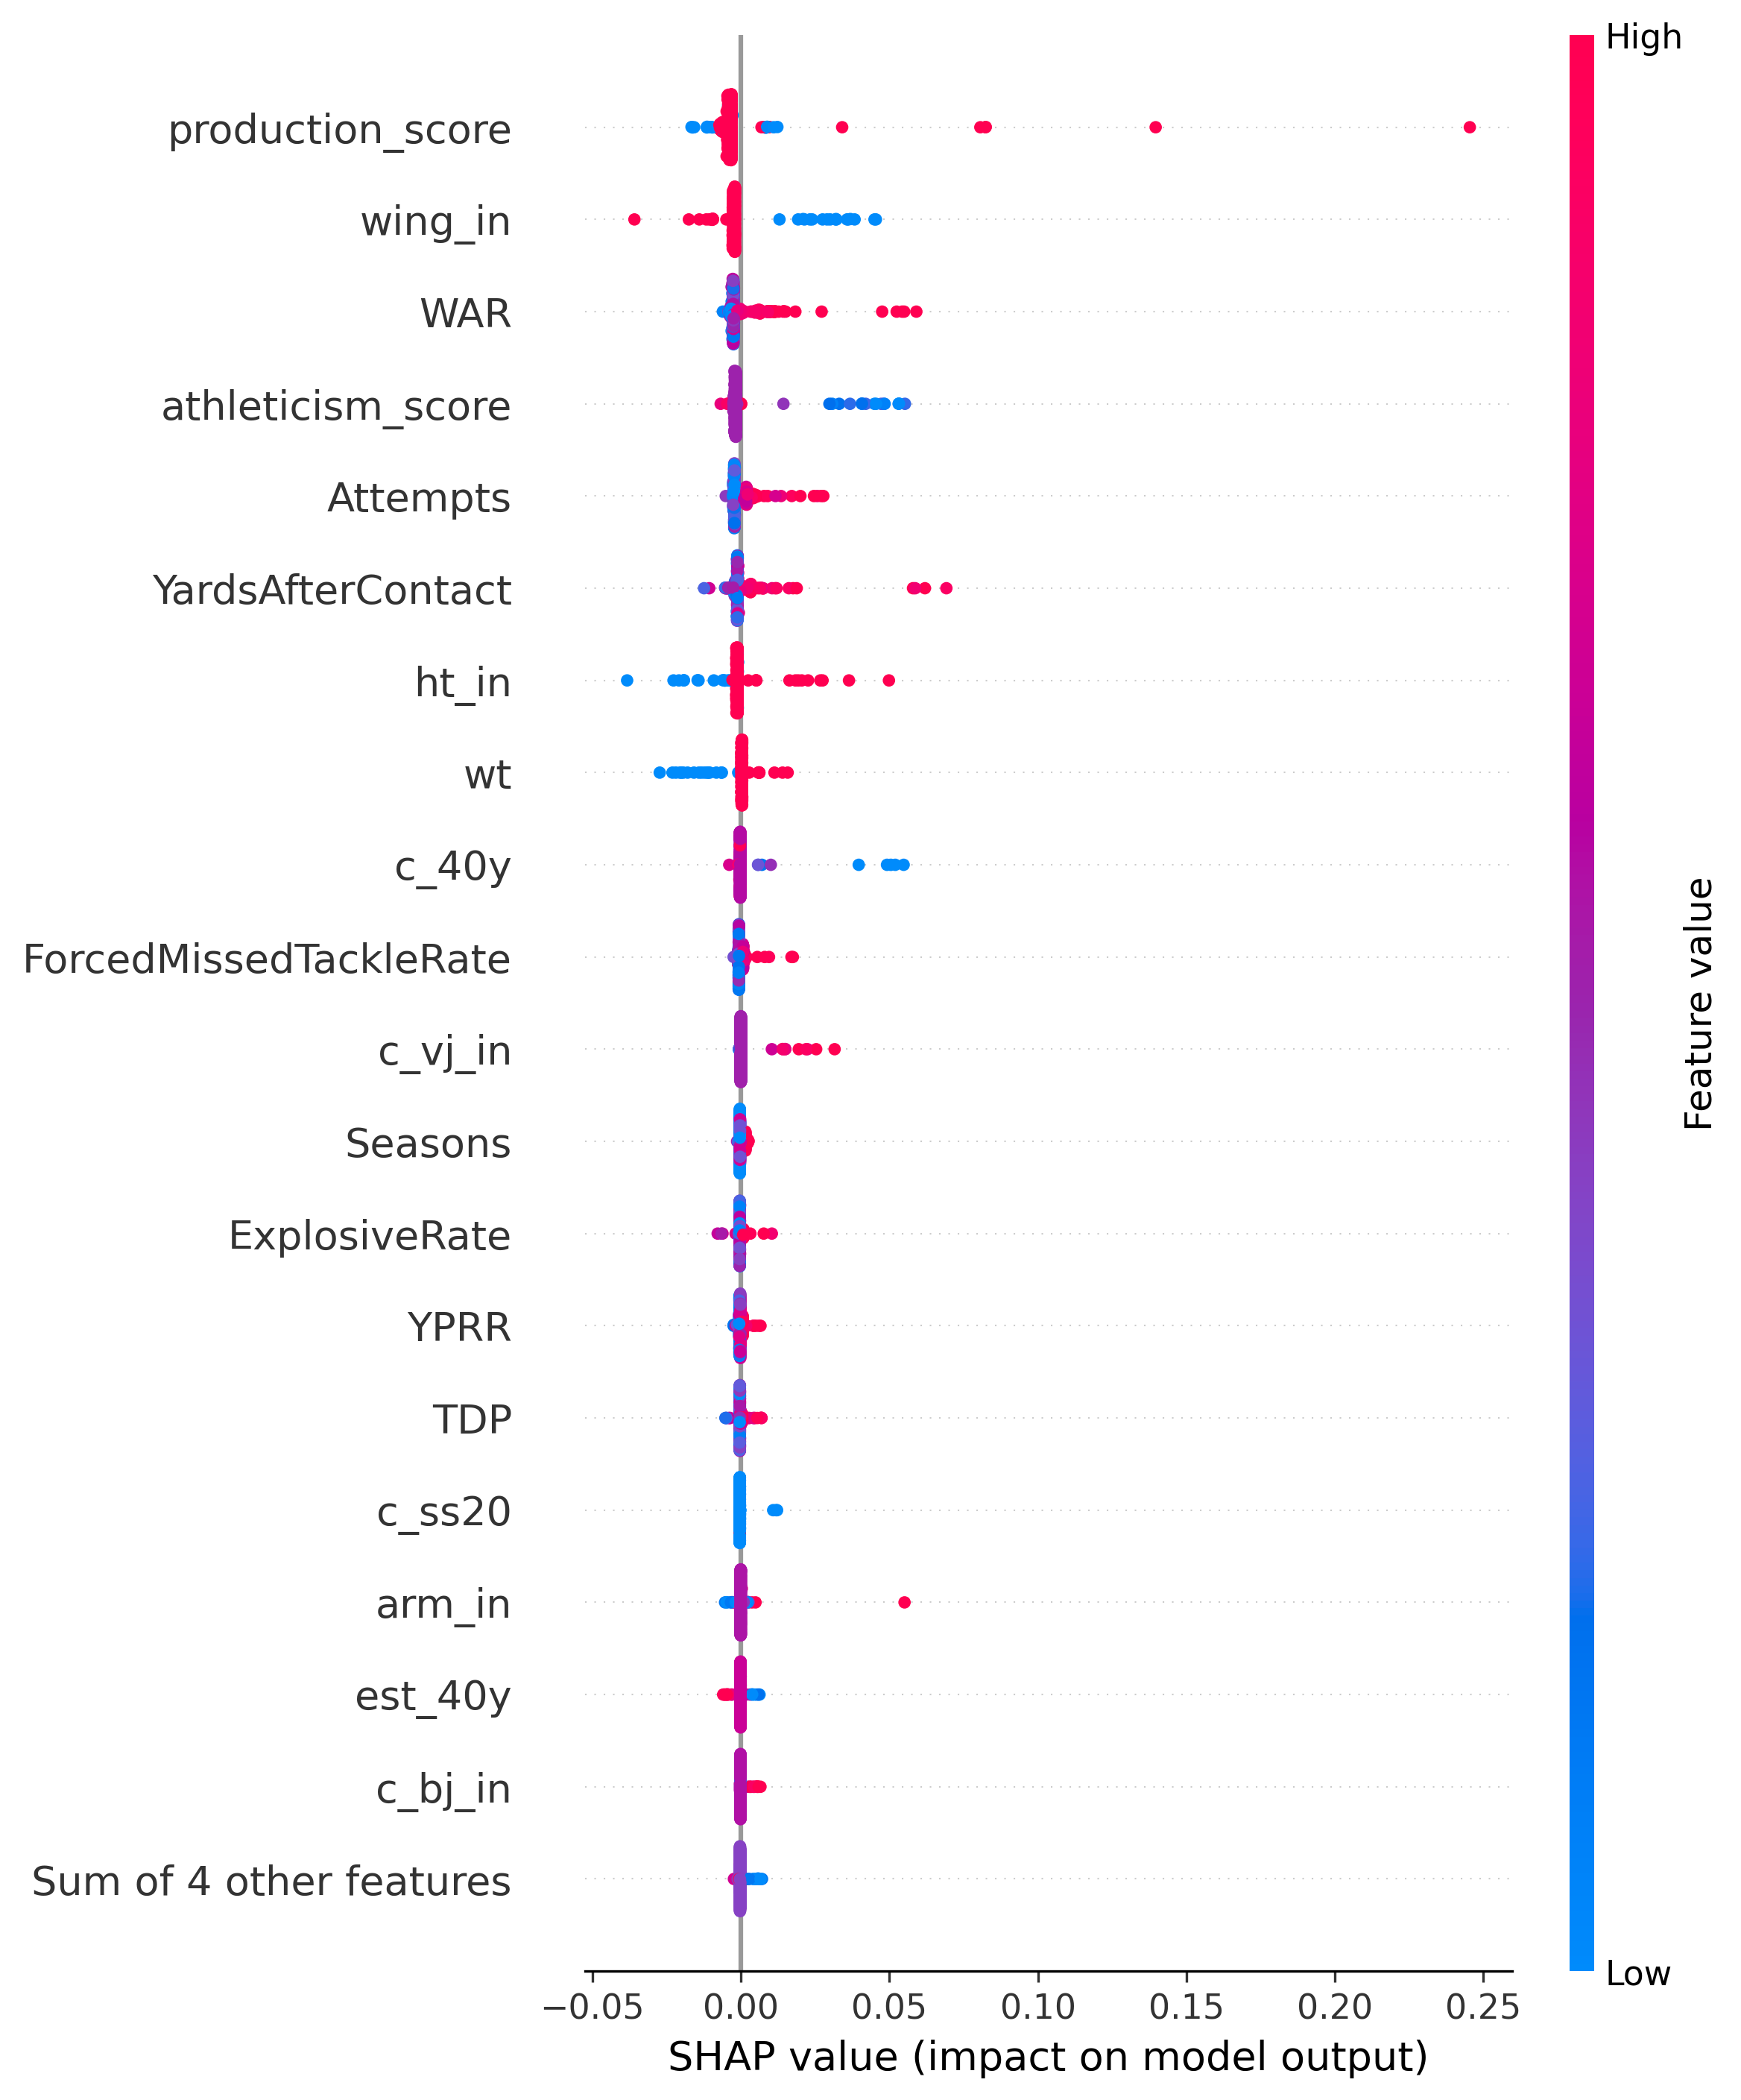 High
production_score
wing_in
WAR
athleticism_score
Attempts
YardsAfterContact
ht_in
wt
c_40y
ForcedMissedTackleRate
c_vj_in
Seasons
ExplosiveRate
YPRR
TDP
c_ss20
arm_in
est_40y
c_bj_in
Sum of 4 other features
Feature value
Low
−0.05 0.00 0.05 0.10 0.15 0.20 0.25
SHAP value (impact on model output)